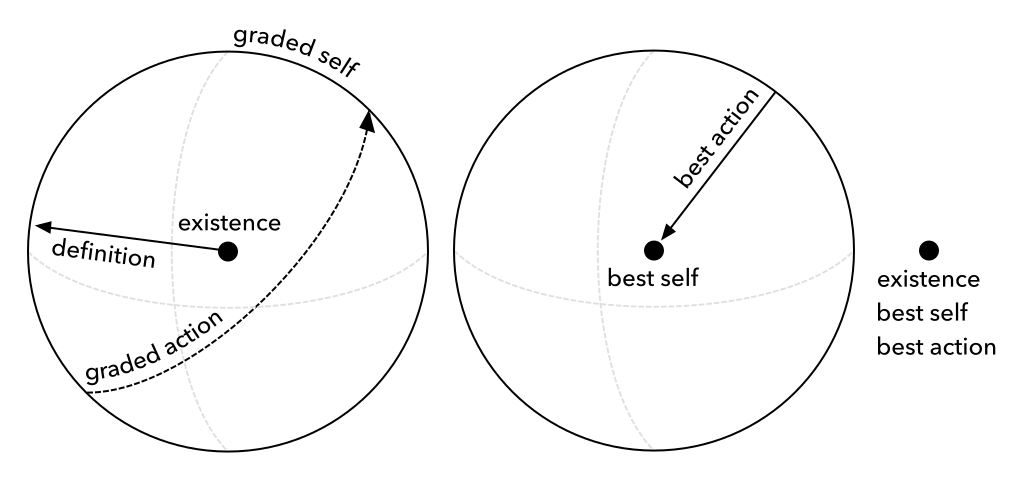 graded self
existence
definition
graded action
best action
best self
existence
best self
best action